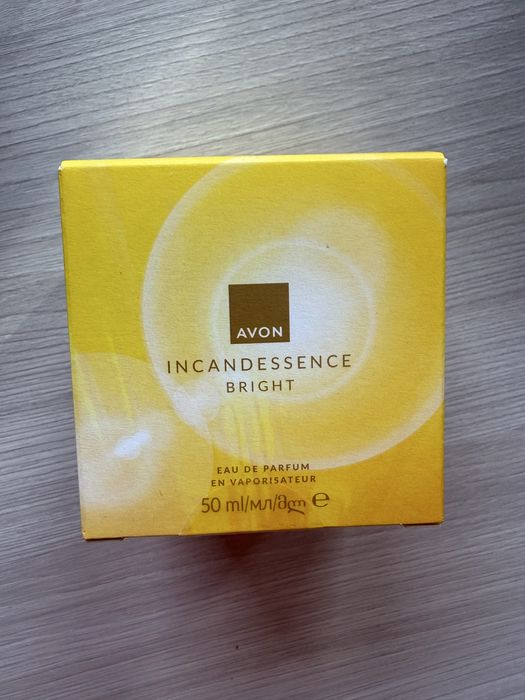 AVON
INCANDESSENCE
BRIGHT
EAU DE PARFUM
EN VAPORISATEUR
50 ml/мл/მლ ℮